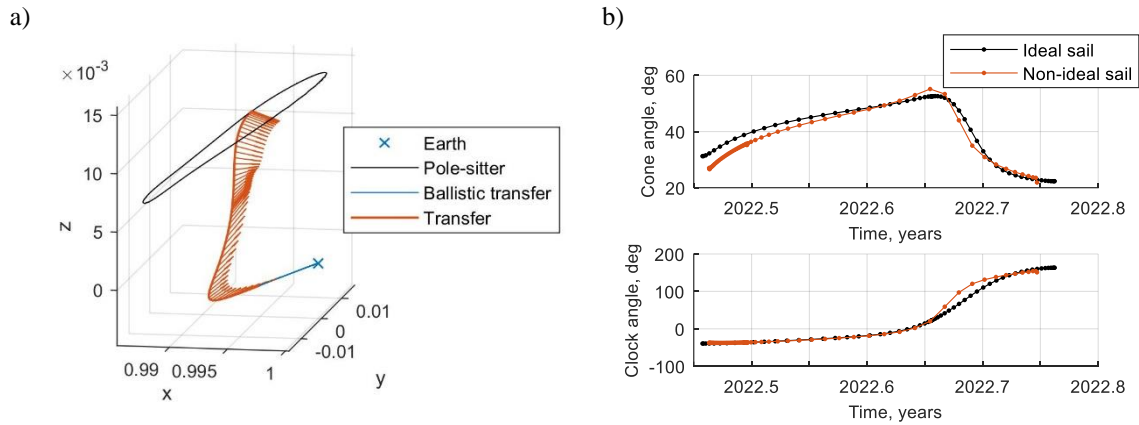 a)
× 10⁻³
15
10
5
0
z
0.99
0.995
1
x
0.01
0
-0.01
y
Earth
Pole-sitter
Ballistic transfer
Transfer
b)
Ideal sail
Non-ideal sail
60
40
20
Cone angle, deg
2022.5
2022.6
2022.7
2022.8
Time, years
200
100
0
-100
Clock angle, deg
2022.5
2022.6
2022.7
2022.8
Time, years